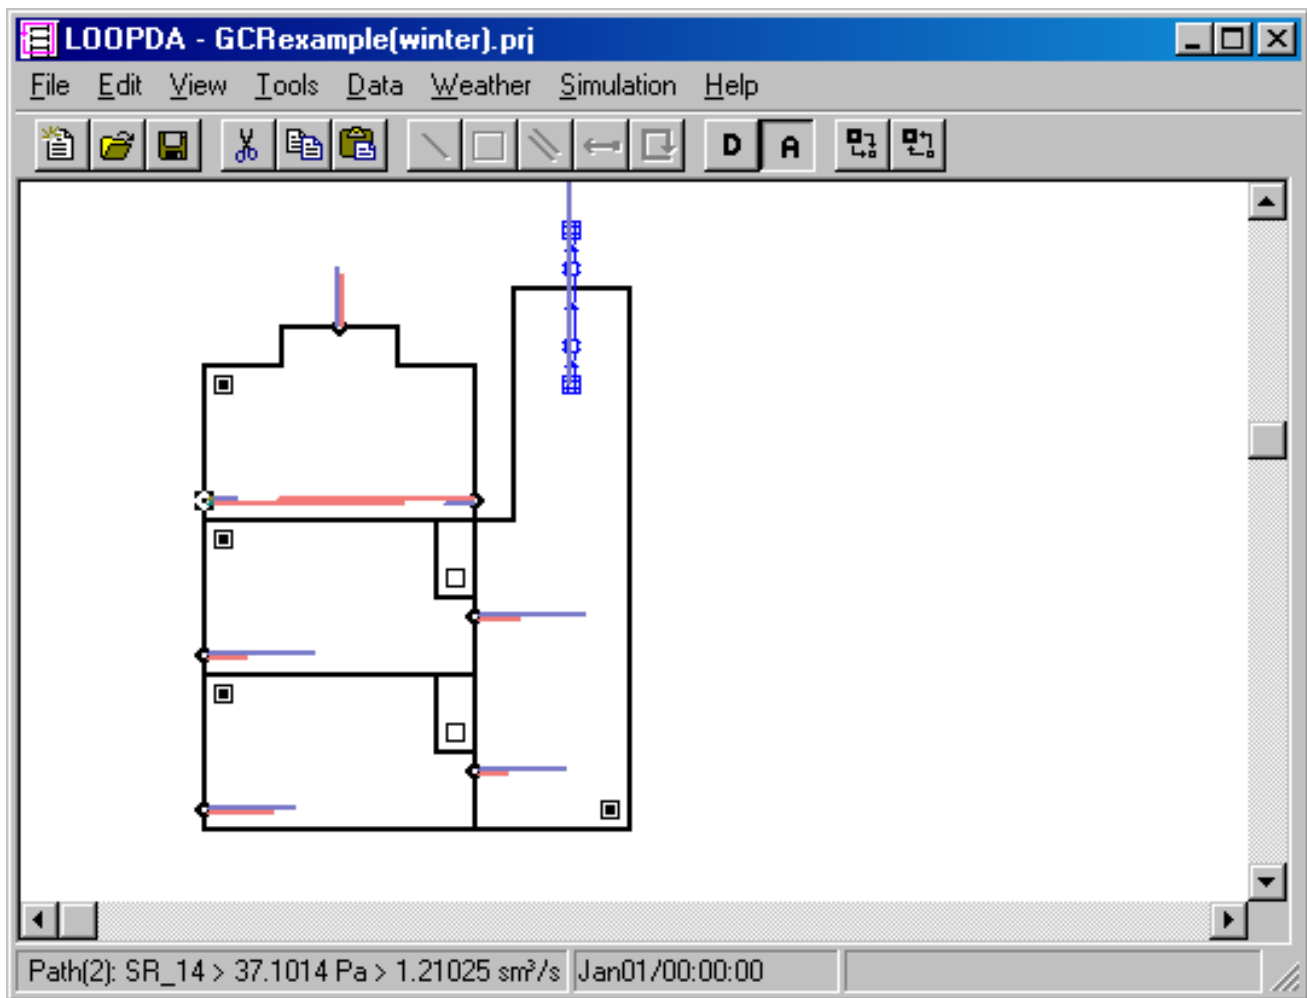 LOOPDA - GCRexample(winter).prj
File Edit View Tools Data Weather Simulation Help
D A
Path(2): SR_14 > 37.1014 Pa > 1.21025 sm³/s Jan01/00:00:00